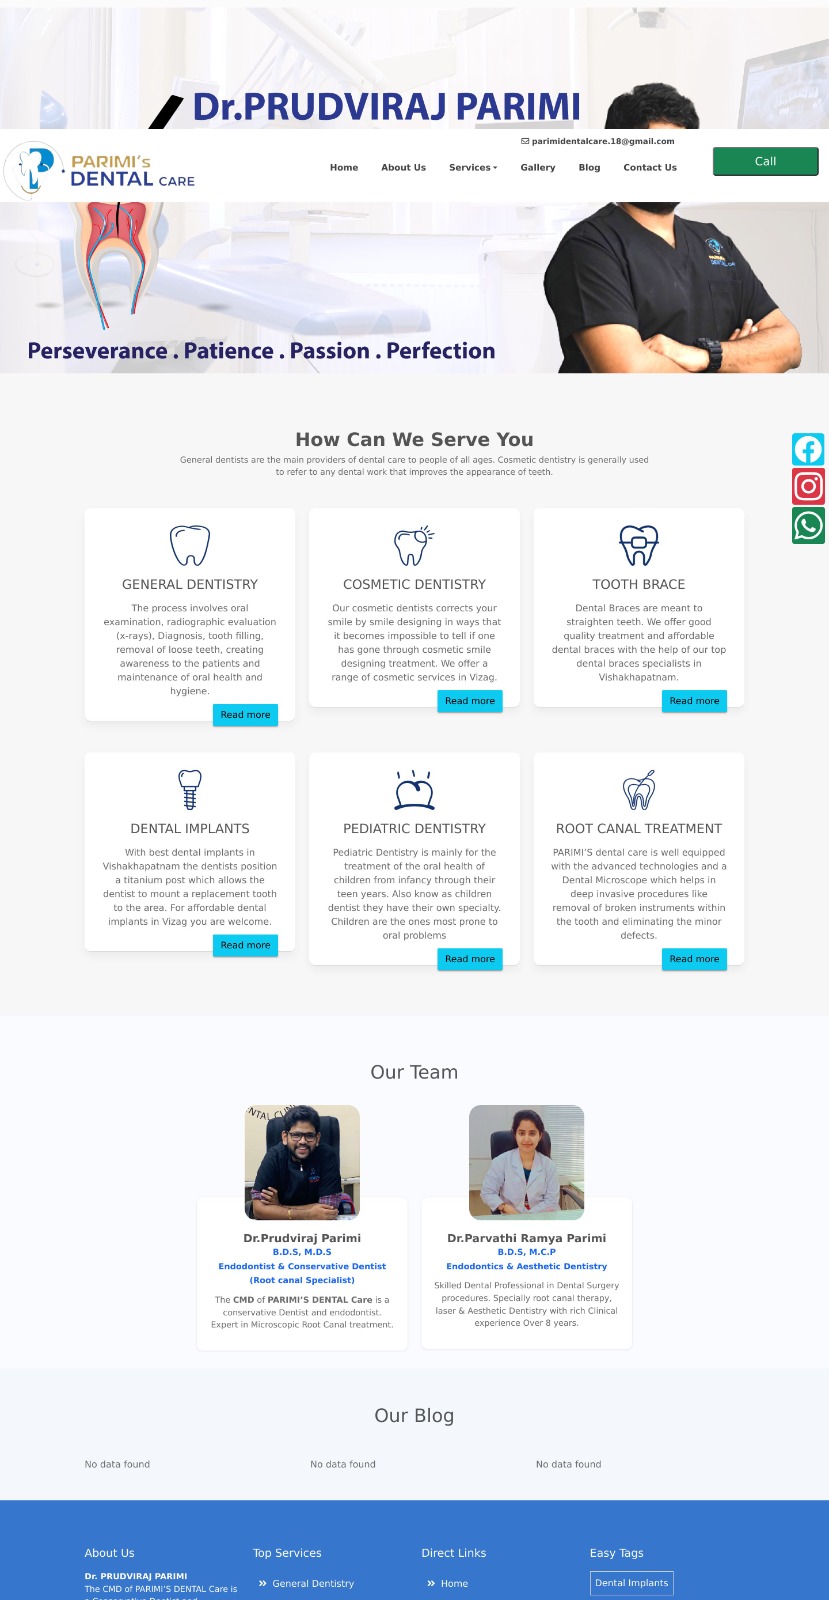 Dr.PRUDVIRAJ PARIMI
parimidentalcare.18@gmail.com
Call
PARIMI's
DENTAL CARE
Home
About Us
Services
Gallery
Blog
Contact Us
Perseverance . Patience . Passion . Perfection
How Can We Serve You
General dentists are the main providers of dental care to people of all ages. Cosmetic dentistry is generally used
to refer to any dental work that improves the appearance of teeth.
GENERAL DENTISTRY
The process involves oral
examination, radiographic evaluation
(x-rays), Diagnosis, tooth filling,
removal of loose teeth, creating
awareness to the patients and
maintenance of oral health and
hygiene.
Read more
COSMETIC DENTISTRY
Our cosmetic dentists corrects your
smile by smile designing in ways that
it becomes impossible to tell if one
has gone through cosmetic smile
designing treatment. We offer a
range of cosmetic services in Vizag.
Read more
TOOTH BRACE
Dental Braces are meant to
straighten teeth. We offer good
quality treatment and affordable
dental braces with the help of our top
dental braces specialists in
Vishakhapatnam.
Read more
DENTAL IMPLANTS
With best dental implants in
Vishakhapatnam the dentists position
a titanium post which allows the
dentist to mount a replacement tooth
to the area. For affordable dental
implants in Vizag you are welcome.
Read more
PEDIATRIC DENTISTRY
Pediatric Dentistry is mainly for the
treatment of the oral health of
children from infancy through their
teen years. Also know as children
dentist they have their own specialty.
Children are the ones most prone to
oral problems
Read more
ROOT CANAL TREATMENT
PARIMI'S dental care is well equipped
with the advanced technologies and a
Dental Microscope which helps in
deep invasive procedures like
removal of broken instruments within
the tooth and eliminating the minor
defects.
Read more
Our Team
Dr.Prudviraj Parimi
B.D.S, M.D.S
Endodontist & Conservative Dentist
(Root canal Specialist)
The CMD of PARIMI'S DENTAL Care is a
conservative Dentist and endodontist.
Expert in Microscopic Root Canal treatment.
Dr.Parvathi Ramya Parimi
B.D.S, M.C.P
Endodontics & Aesthetic Dentistry
Skilled Dental Professional in Dental Surgery
procedures. Specially root canal therapy,
laser & Aesthetic Dentistry with rich Clinical
experience Over 8 years.
Our Blog
No data found
No data found
No data found
About Us
Dr. PRUDVIRAJ PARIMI
The CMD of PARIMI'S DENTAL Care is
Top Services
General Dentistry
Direct Links
Home
Easy Tags
Dental Implants